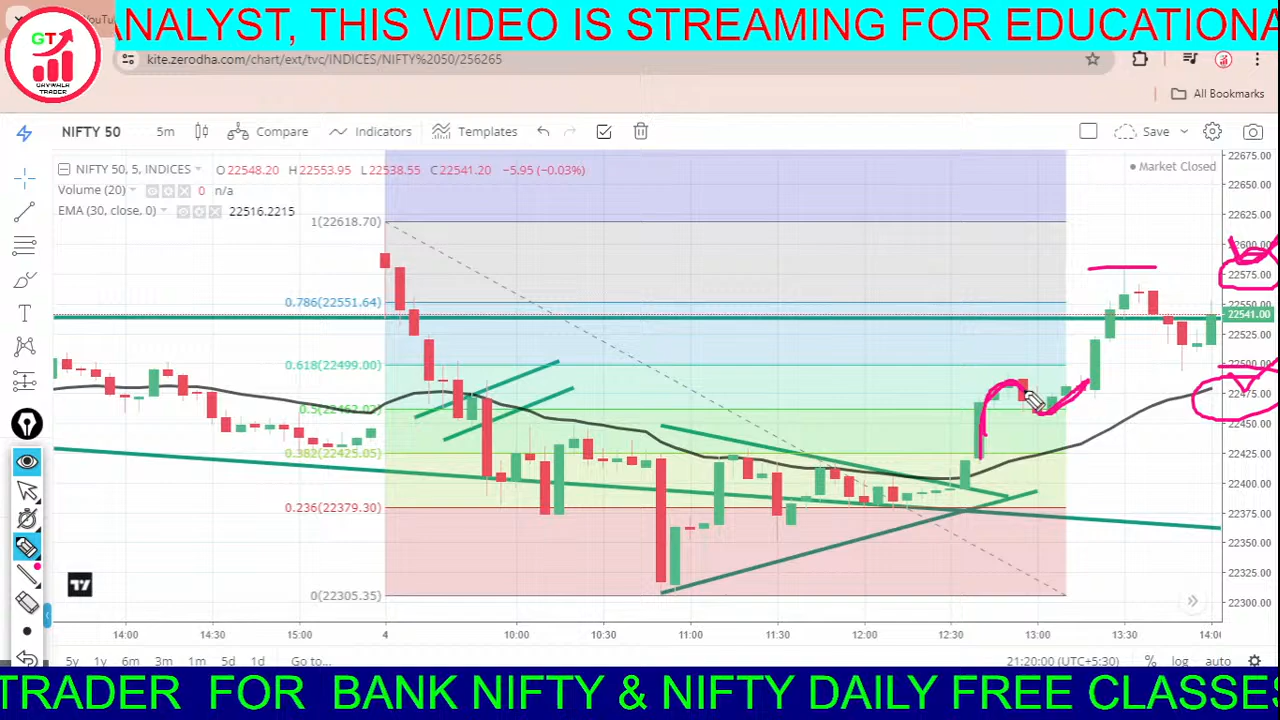 ANALYST, THIS VIDEO IS STREAMING FOR EDUCATIONA
GT
GAYWALA
TRADER
kite.zerodha.com/chart/ext/tvc/INDICES/NIFTY%2050/256265
All Bookmarks
NIFTY 50 5m Compare Indicators Templates Save
NIFTY 50, 5, INDICES O22548.20 H22553.95 L22538.55 C22541.20 −5.95 (−0.03%)
Market Closed
Volume (20) 0 n/a
EMA (30, close, 0) 22516.2215
1(22618.70)
0.786(22551.64)
0.618(22499.00)
0.382(22425.05)
0.236(22379.30)
0(22305.35)
22675.00
22650.00
22625.00
22600.00
22575.00
22550.00
22541.00
22525.00
22500.00
22475.00
22450.00
22425.00
22400.00
22375.00
22350.00
22325.00
22300.00
14:00 14:30 15:00 4 10:00 10:30 11:00 11:30 12:00 12:30 13:00 13:30 14:0
5y 1y 6m 3m 1m 5d 1d Go to... 21:20:00 (UTC+5:30) % log auto
TRADER FOR BANK NIFTY & NIFTY DAILY FREE CLASSES